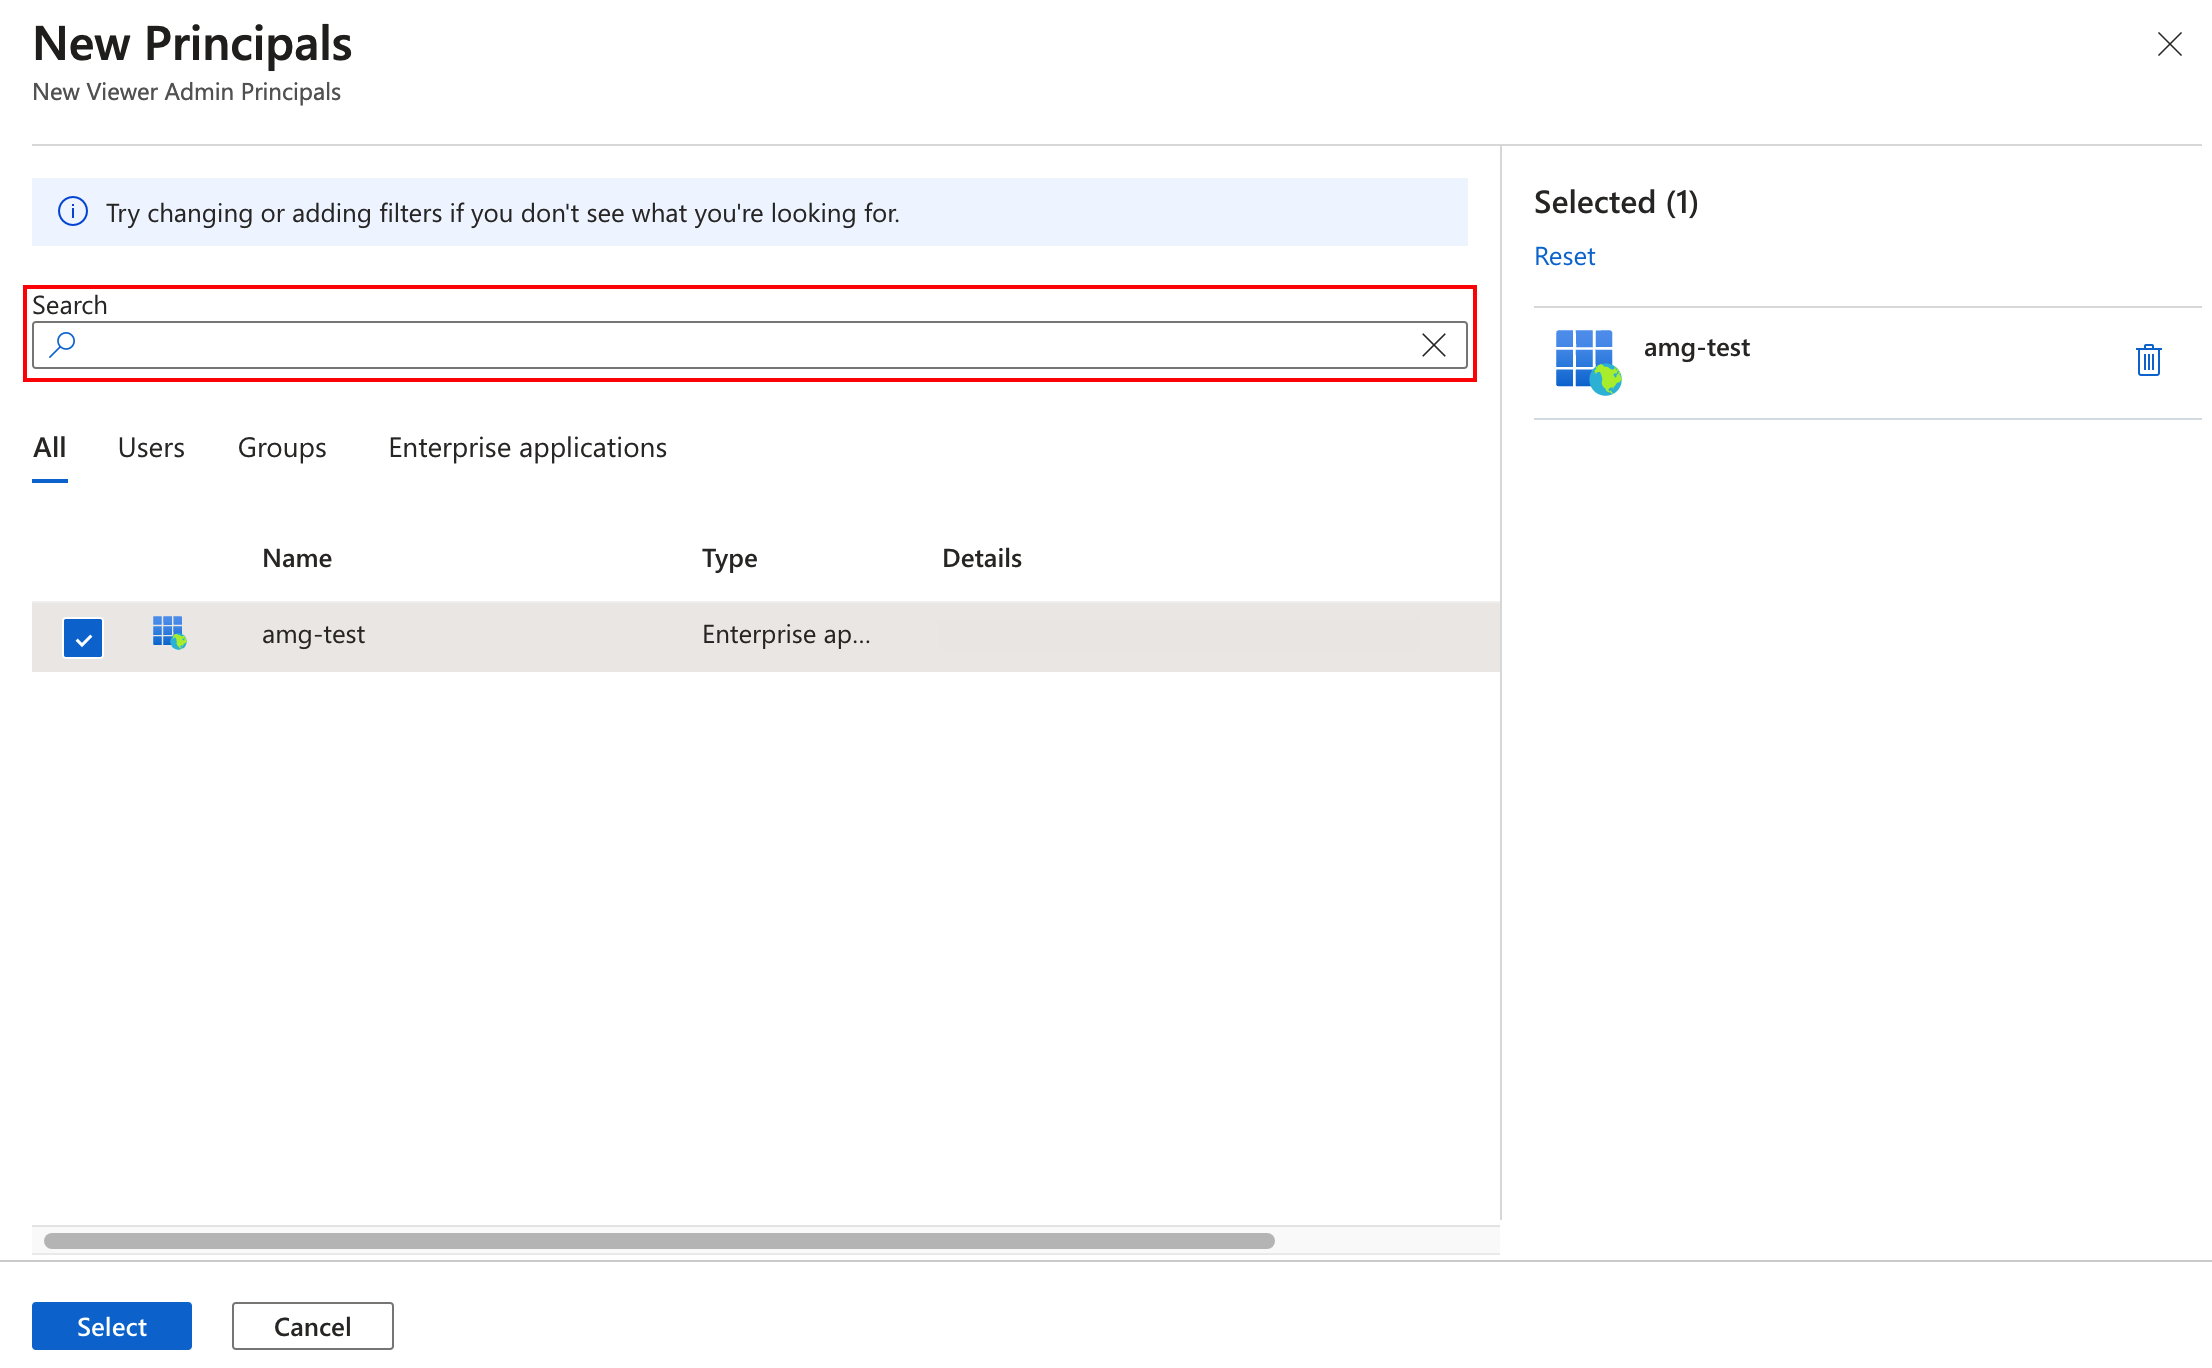 New Principals
New Viewer Admin Principals
Try changing or adding filters if you don't see what you're looking for.
Search
All Users Groups Enterprise applications
Name Type Details
amg-test Enterprise ap...
Selected (1)
Reset
amg-test
Select Cancel